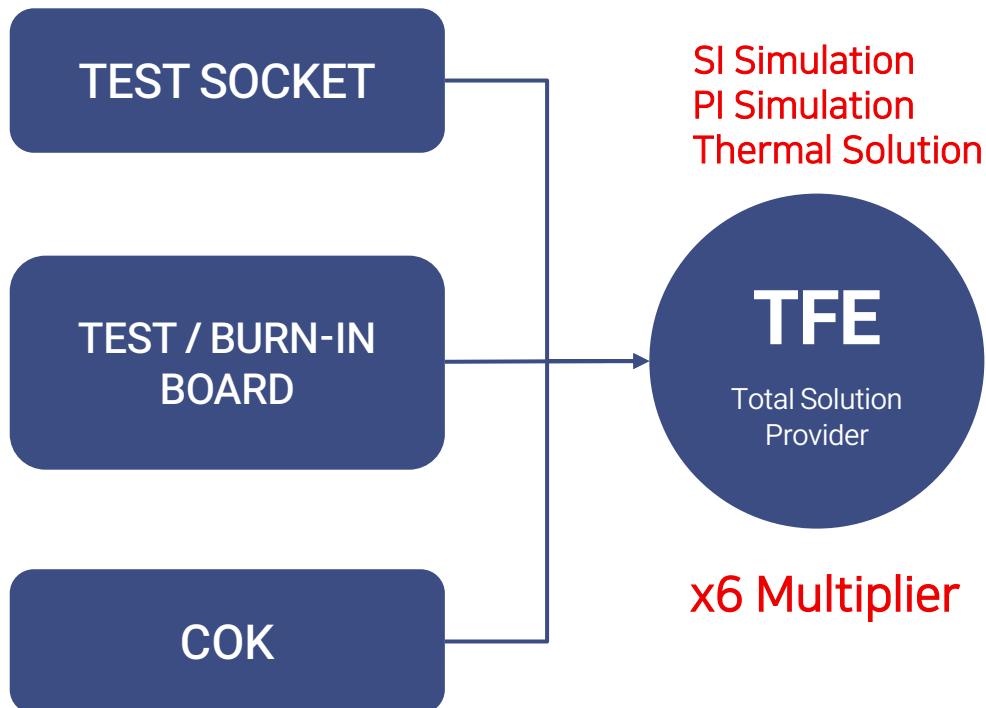 TEST SOCKET
TEST / BURN-IN
BOARD
COK
SI Simulation
PI Simulation
Thermal Solution
TFE
Total Solution
Provider
x6 Multiplier